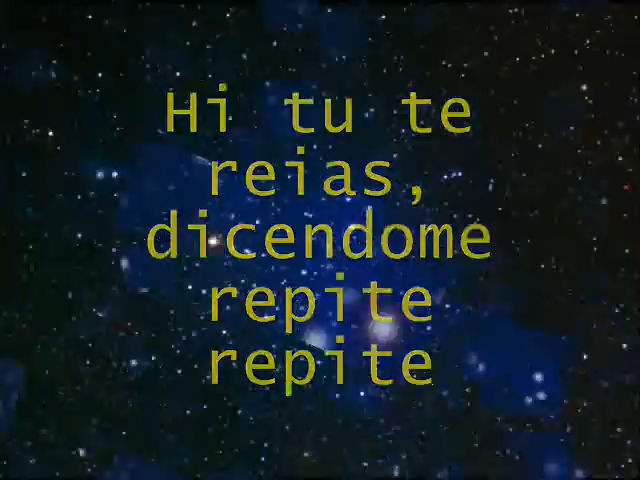 Hi tu te
reias,
dicendome
repite
repite